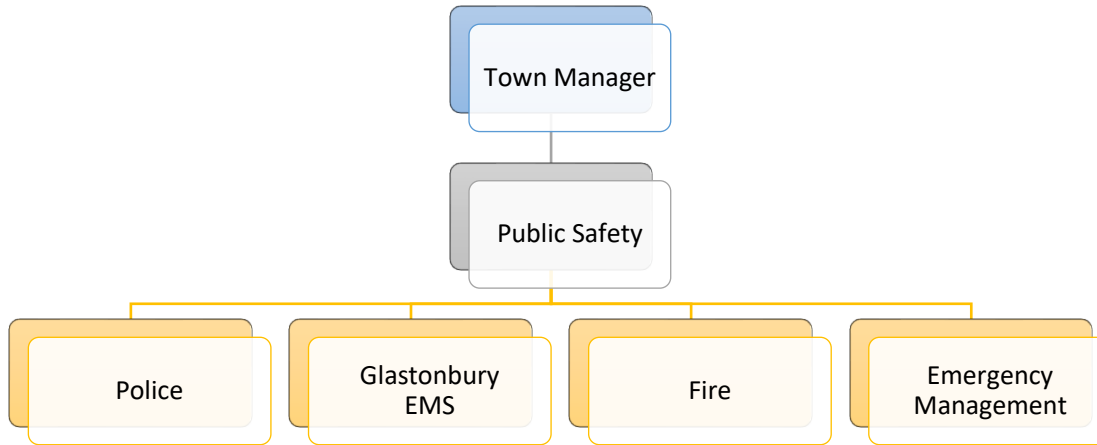 Town Manager
Public Safety
Police
Glastonbury
EMS
Fire
Emergency
Management